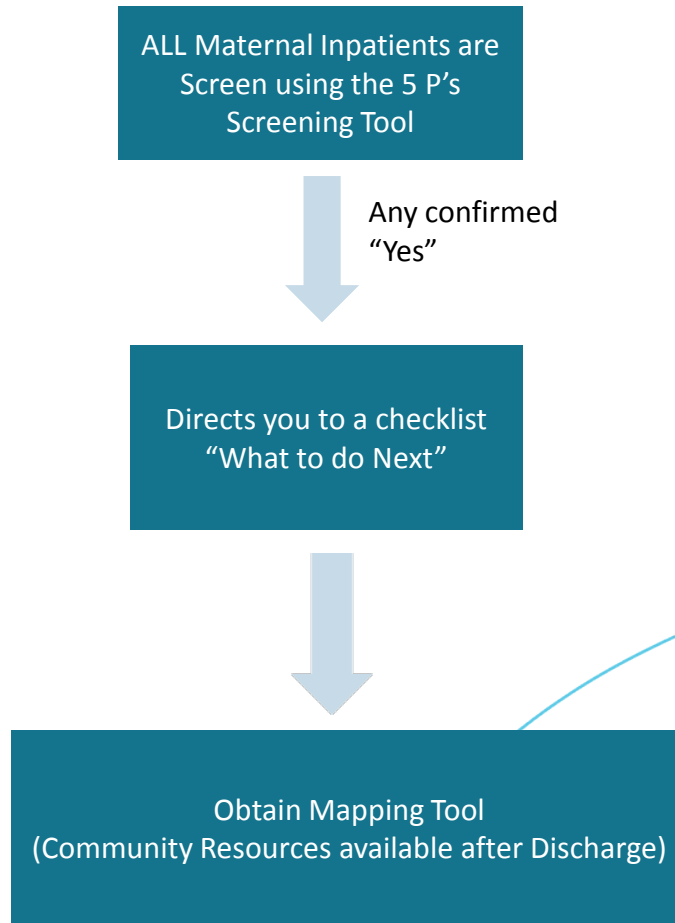 ALL Maternal Inpatients are
Screen using the 5 P’s
Screening Tool
Any confirmed
“Yes”
Directs you to a checklist
“What to do Next”
Obtain Mapping Tool
(Community Resources available after Discharge)